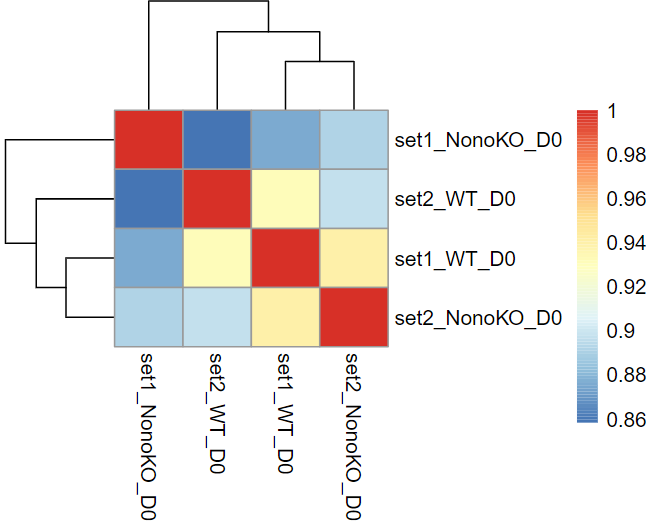 set1_NonoKO_D0
set2_WT_D0
set1_WT_D0
set2_NonoKO_D0
1
0.98
0.96
0.94
0.92
0.9
0.88
0.86
set1_NonoKO_D0
set2_WT_D0
set1_WT_D0
set2_NonoKO_D0